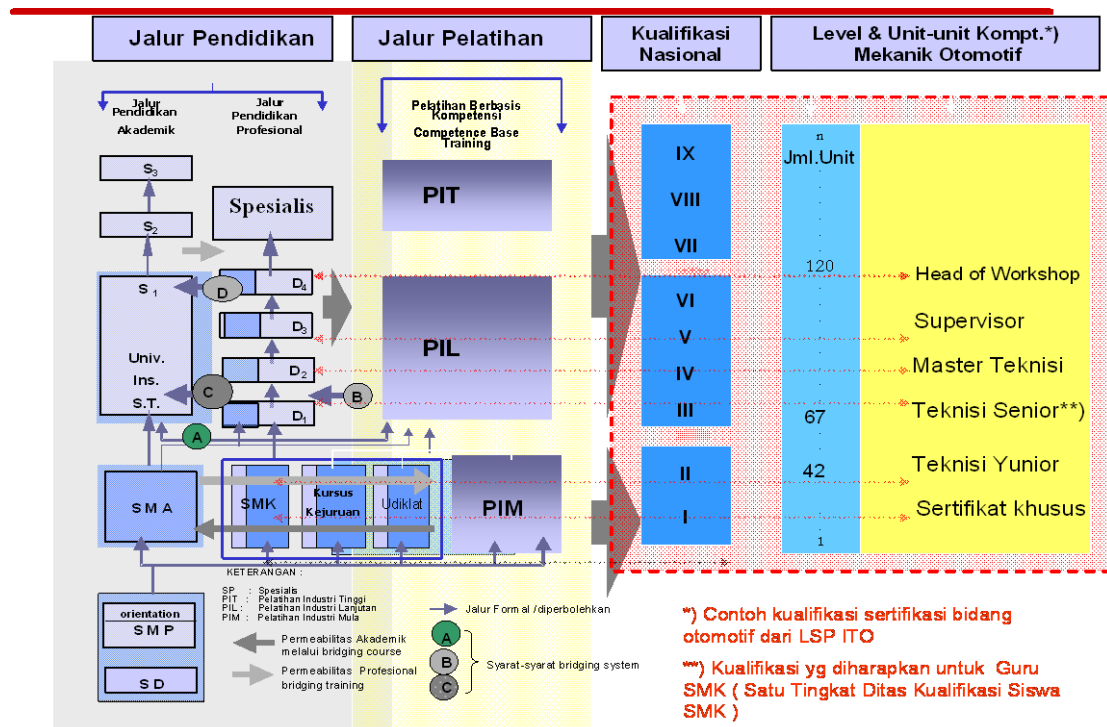 Jalur Pendidikan
Jalur Pelatihan
Kualifikasi
Nasional
Level & Unit-unit Kompt.*)
Mekanik Otomotif
Jalur
Pendidikan
Akademik
Jalur
Pendidikan
Profesional
Pelatihan Berbasis
Kompetensi
Competence Base
Training
S3
S2
S1
Univ.
Ins.
S.T.
Spesialis
D4
D3
D2
D1
D
C
B
A
PIT
PIL
PIM
SMA
SMK
Kursus
Kejuruan
Udiklat
orientation
SMP
SD
IX
VIII
VII
VI
V
IV
III
II
I
n
Jml.Unit
120
67
42
1
Head of Workshop
Supervisor
Master Teknisi
Teknisi Senior**)
Teknisi Yunior
Sertifikat khusus
KETERANGAN :
SP : Spesialis
PIT : Pelatihan Industri Tinggi
PIL : Pelatihan Industri Lanjutan
PIM : Pelatihan Industri Mula
Permeabilitas Akademik
melalui bridging course
Permeabilitas Profesional
bridging training
Jalur Formal /diperbolehkan
A
B
C
Syarat-syarat bridging system
*) Contoh kualifikasi sertifikasi bidang
otomotif dari LSP ITO
**) Kualifikasi yg diharapkan untuk Guru
SMK ( Satu Tingkat Ditas Kualifikasi Siswa
SMK )